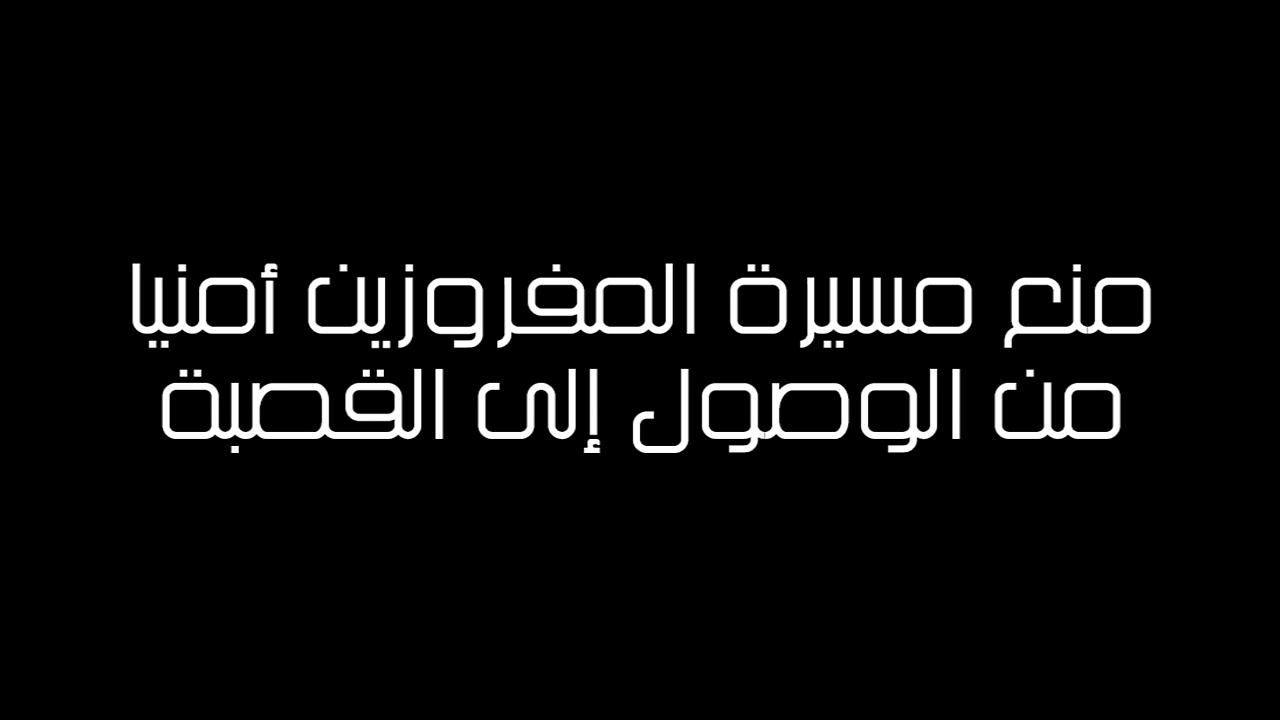 منع مسيرة المفروزين أمنيا
من الوصول إلى القصبة